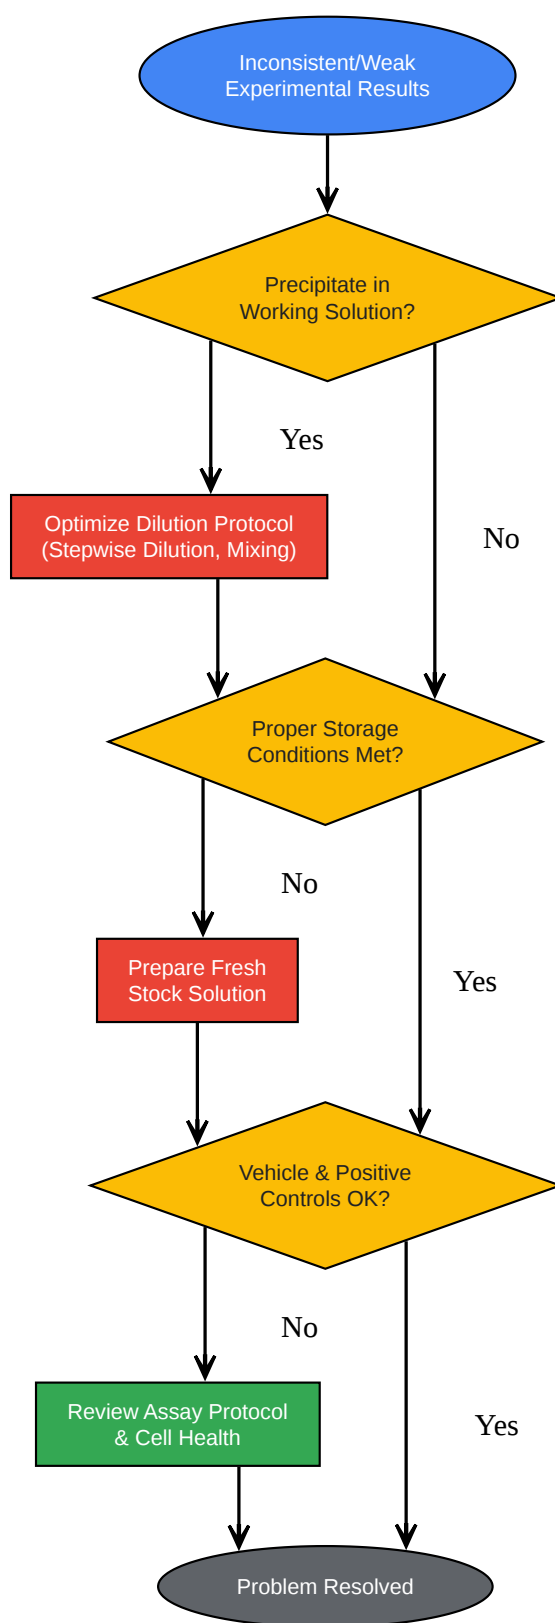 Inconsistent/Weak
Experimental Results
Precipitate in
Working Solution?
Yes
Optimize Dilution Protocol
(Stepwise Dilution, Mixing)
No
Proper Storage
Conditions Met?
No
Prepare Fresh
Stock Solution
Yes
Vehicle & Positive
Controls OK?
No
Review Assay Protocol
& Cell Health
Yes
Problem Resolved